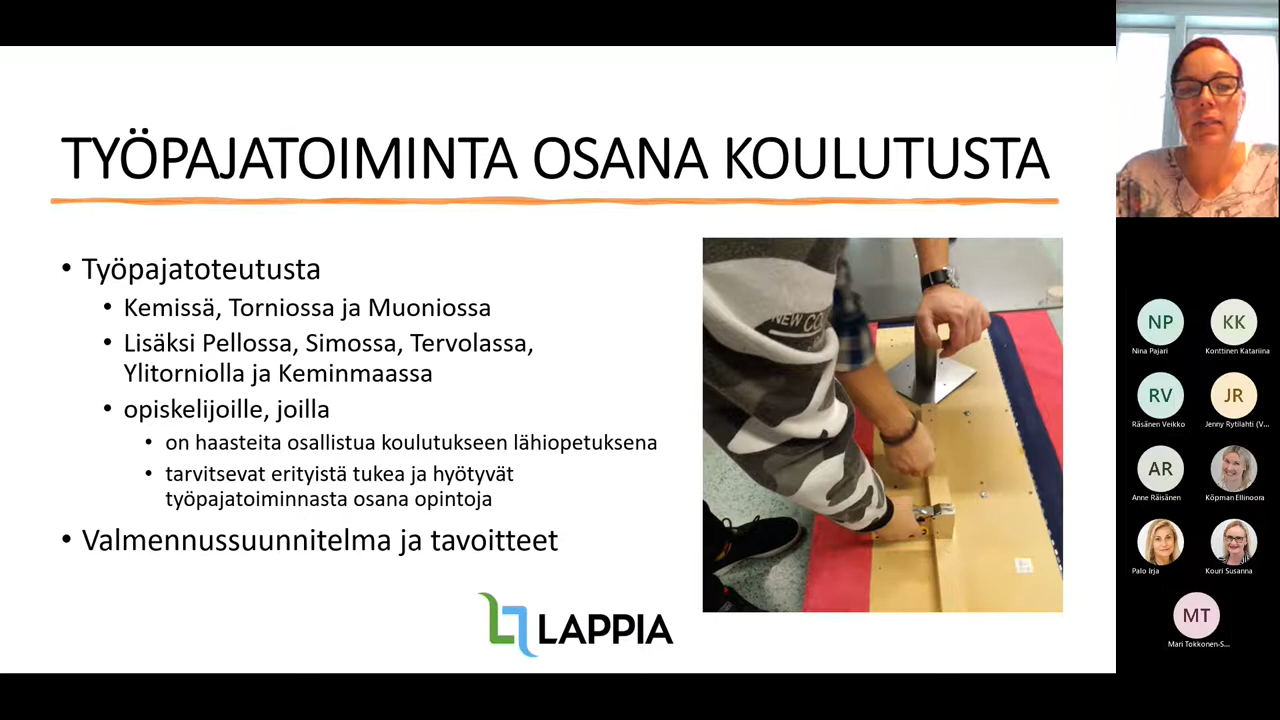 TYÖPAJATOIMINTA OSANA KOULUTUSTA
• Työpajatoteutusta
• Kemissä, Torniossa ja Muoniossa
• Lisäksi Pellossa, Simossa, Tervolassa,
Ylitorniolla ja Keminmaassa
• opiskelijoille, joilla
• on haasteita osallistua koulutukseen lähiopetuksena
• tarvitsevat erityistä tukea ja hyötyvät
työpajatoiminnasta osana opintoja
• Valmennussuunnitelma ja tavoitteet
NEW
LAPPIA
NP
Nina Pajari
KK
Konttinen Katariina
RV
Räsänen Veikko
JR
Jenny Rytilahti (V...
AR
Anne Räisänen
Köpman Ellinoora
Palo Irja
Kouri Susanna
MT
Mari Tokkonen-S...